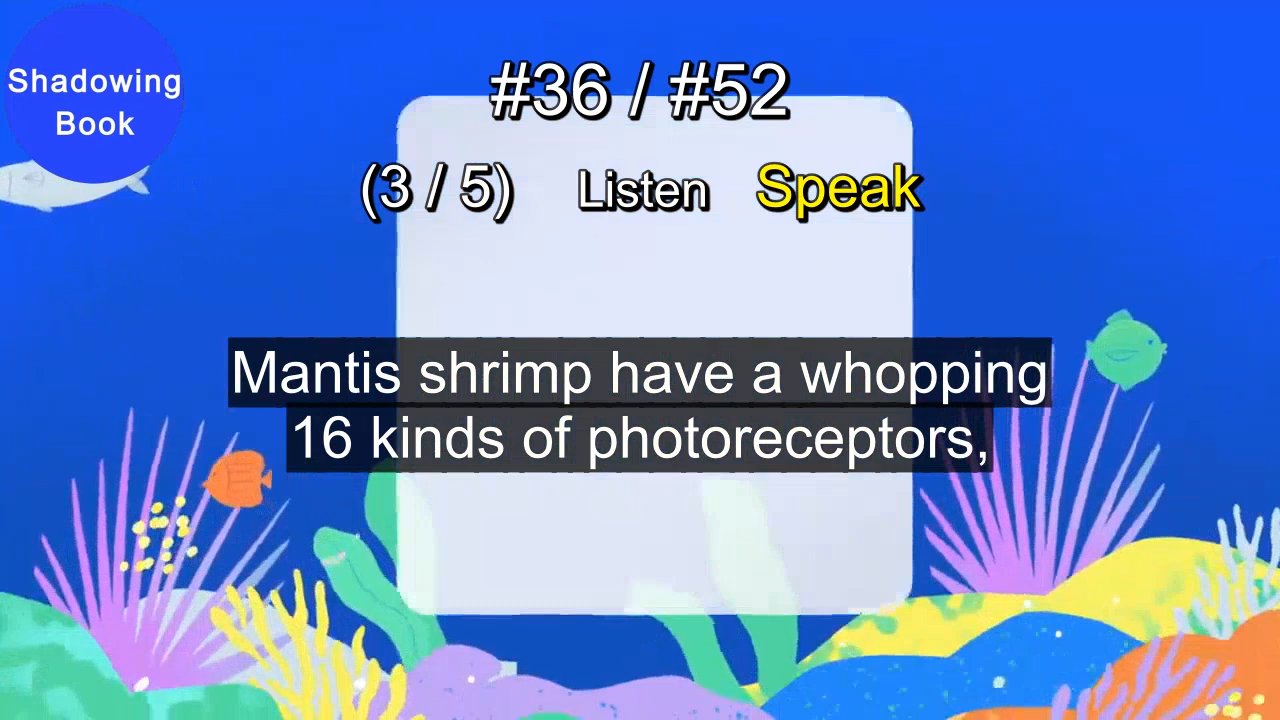 Shadowing
Book
#36 / #52
(3 / 5) Listen Speak
Mantis shrimp have a whopping
16 kinds of photoreceptors,